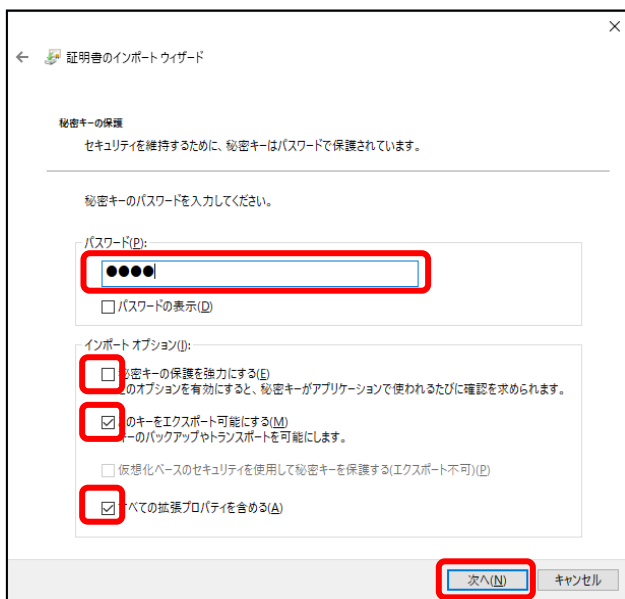 証明書のインポート ウィザード
秘密キーの保護
セキュリティを維持するために、秘密キーはパスワードで保護されています。
秘密キーのパスワードを入力してください。
パスワード(P):
●●●●
パスワードの表示(D)
インポート オプション(I):
秘密キーの保護を強力にする(E)
このオプションを有効にすると、秘密キーがアプリケーションで使われるたびに確認を求められます。
このキーをエクスポート可能にする(M)
キーのバックアップやトランスポートを可能にします。
仮想化ベースのセキュリティを使用して秘密キーを保護する(エクスポート不可)(P)
すべての拡張プロパティを含める(A)
次へ(N)
キャンセル